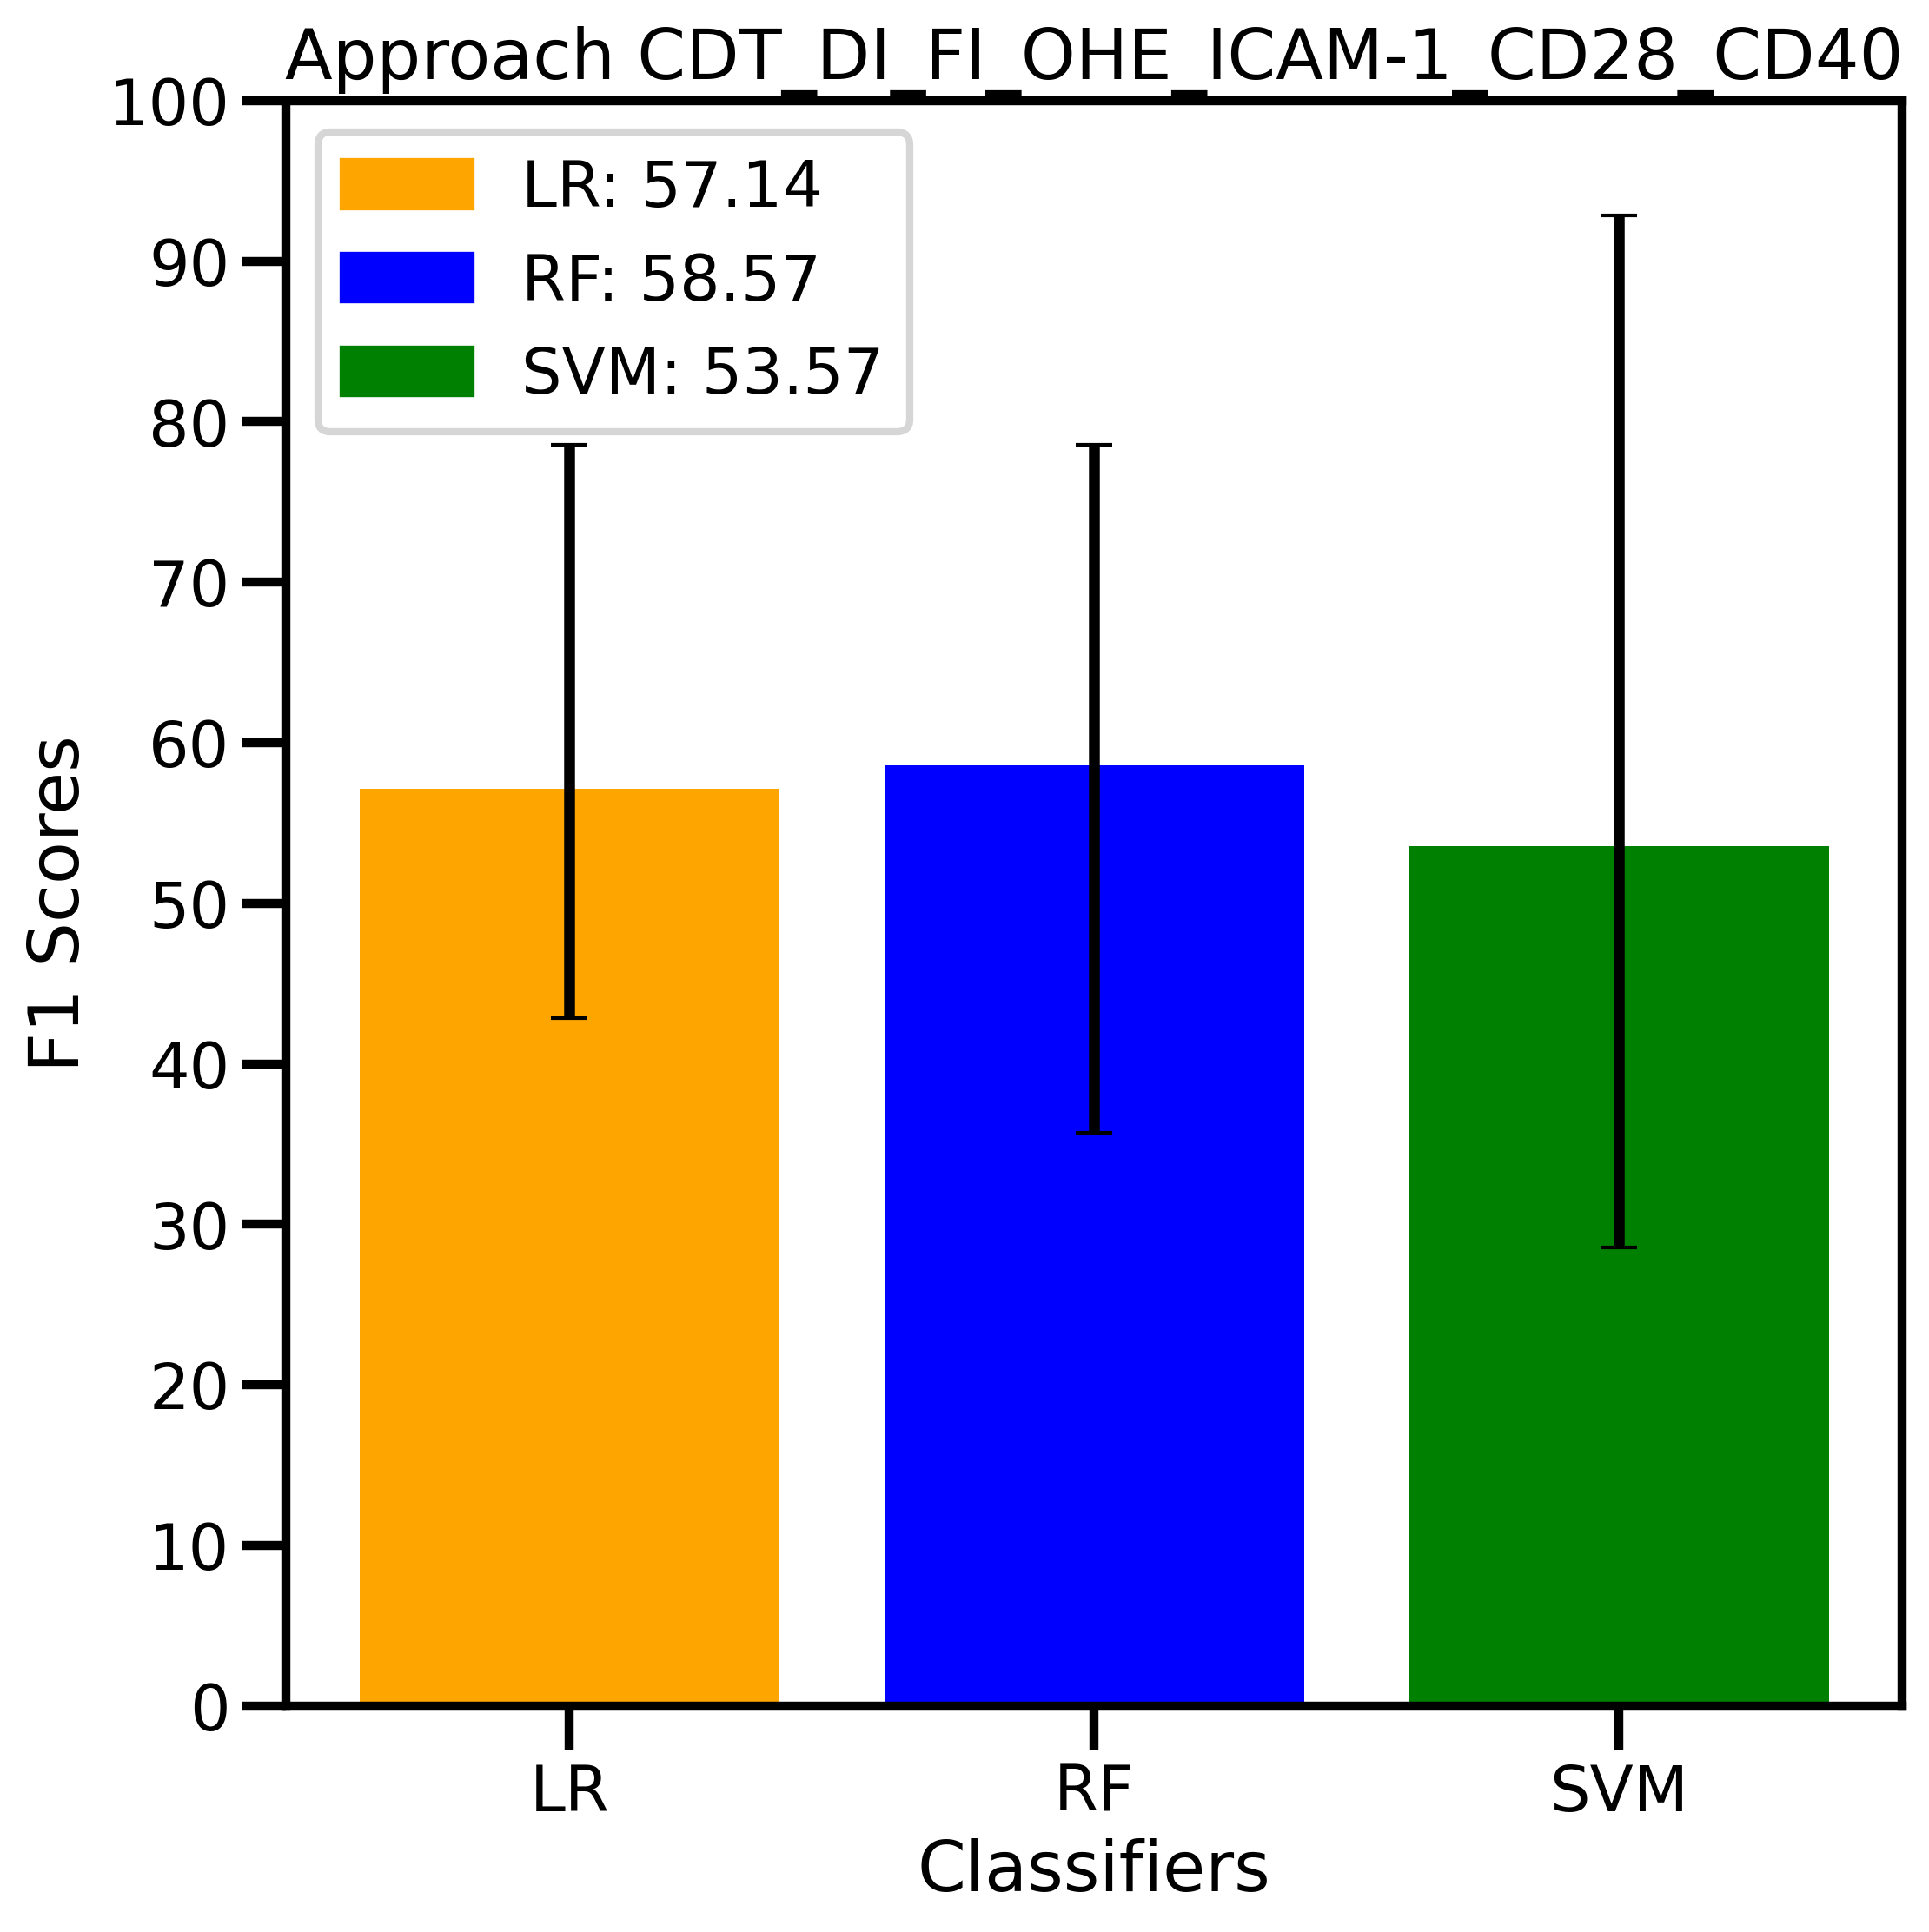 Approach CDT_DI_FI_OHE_ICAM-1_CD28_CD40
LR: 57.14
RF: 58.57
SVM: 53.57
100
90
80
70
60
50
40
30
20
10
0
F1 Scores
LR
RF
SVM
Classifiers